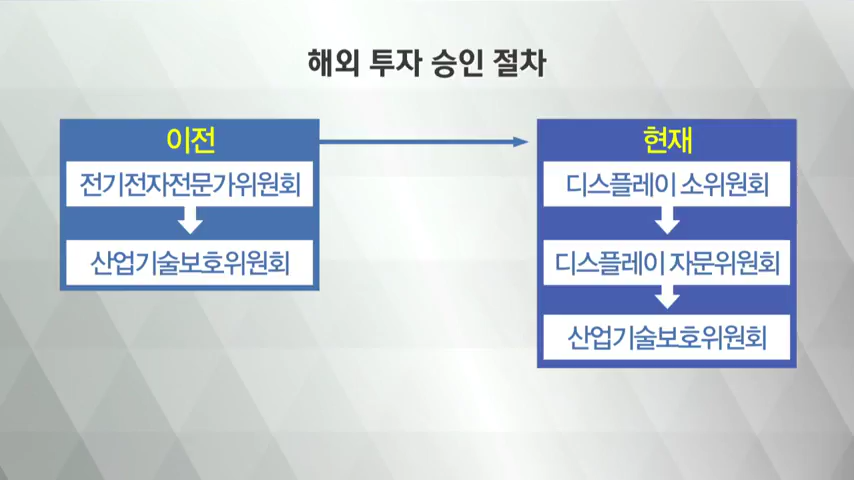 해외 투자 승인 절차
이전
전기전자전문가위원회
산업기술보호위원회
현재
디스플레이 소위원회
디스플레이 자문위원회
산업기술보호위원회